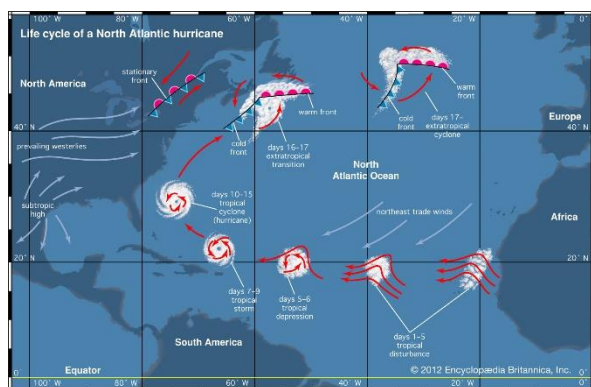 100° W
80° W
60° W
40° W
20° W
Life cycle of a North Atlantic hurricane
North America
stationary
front
warm
front
cold
front
days 16–17
extratropical
transition
warm
front
cold
front
days 17–
extratropical
cyclone
Europe
40° N
40° N
prevailing westerlies
North
Atlantic Ocean
days 10–15
tropical
cyclone
(hurricane)
subtropic
high
northeast trade winds
Africa
20° N
20° N
days 7–9
tropical
storm
days 5–6
tropical
depression
days 1–5
tropical
disturbance
South America
Equator
© 2012 Encyclopædia Britannica, Inc.
0°
0°
100° W
80° W
60° W
40° W
20° W
0°